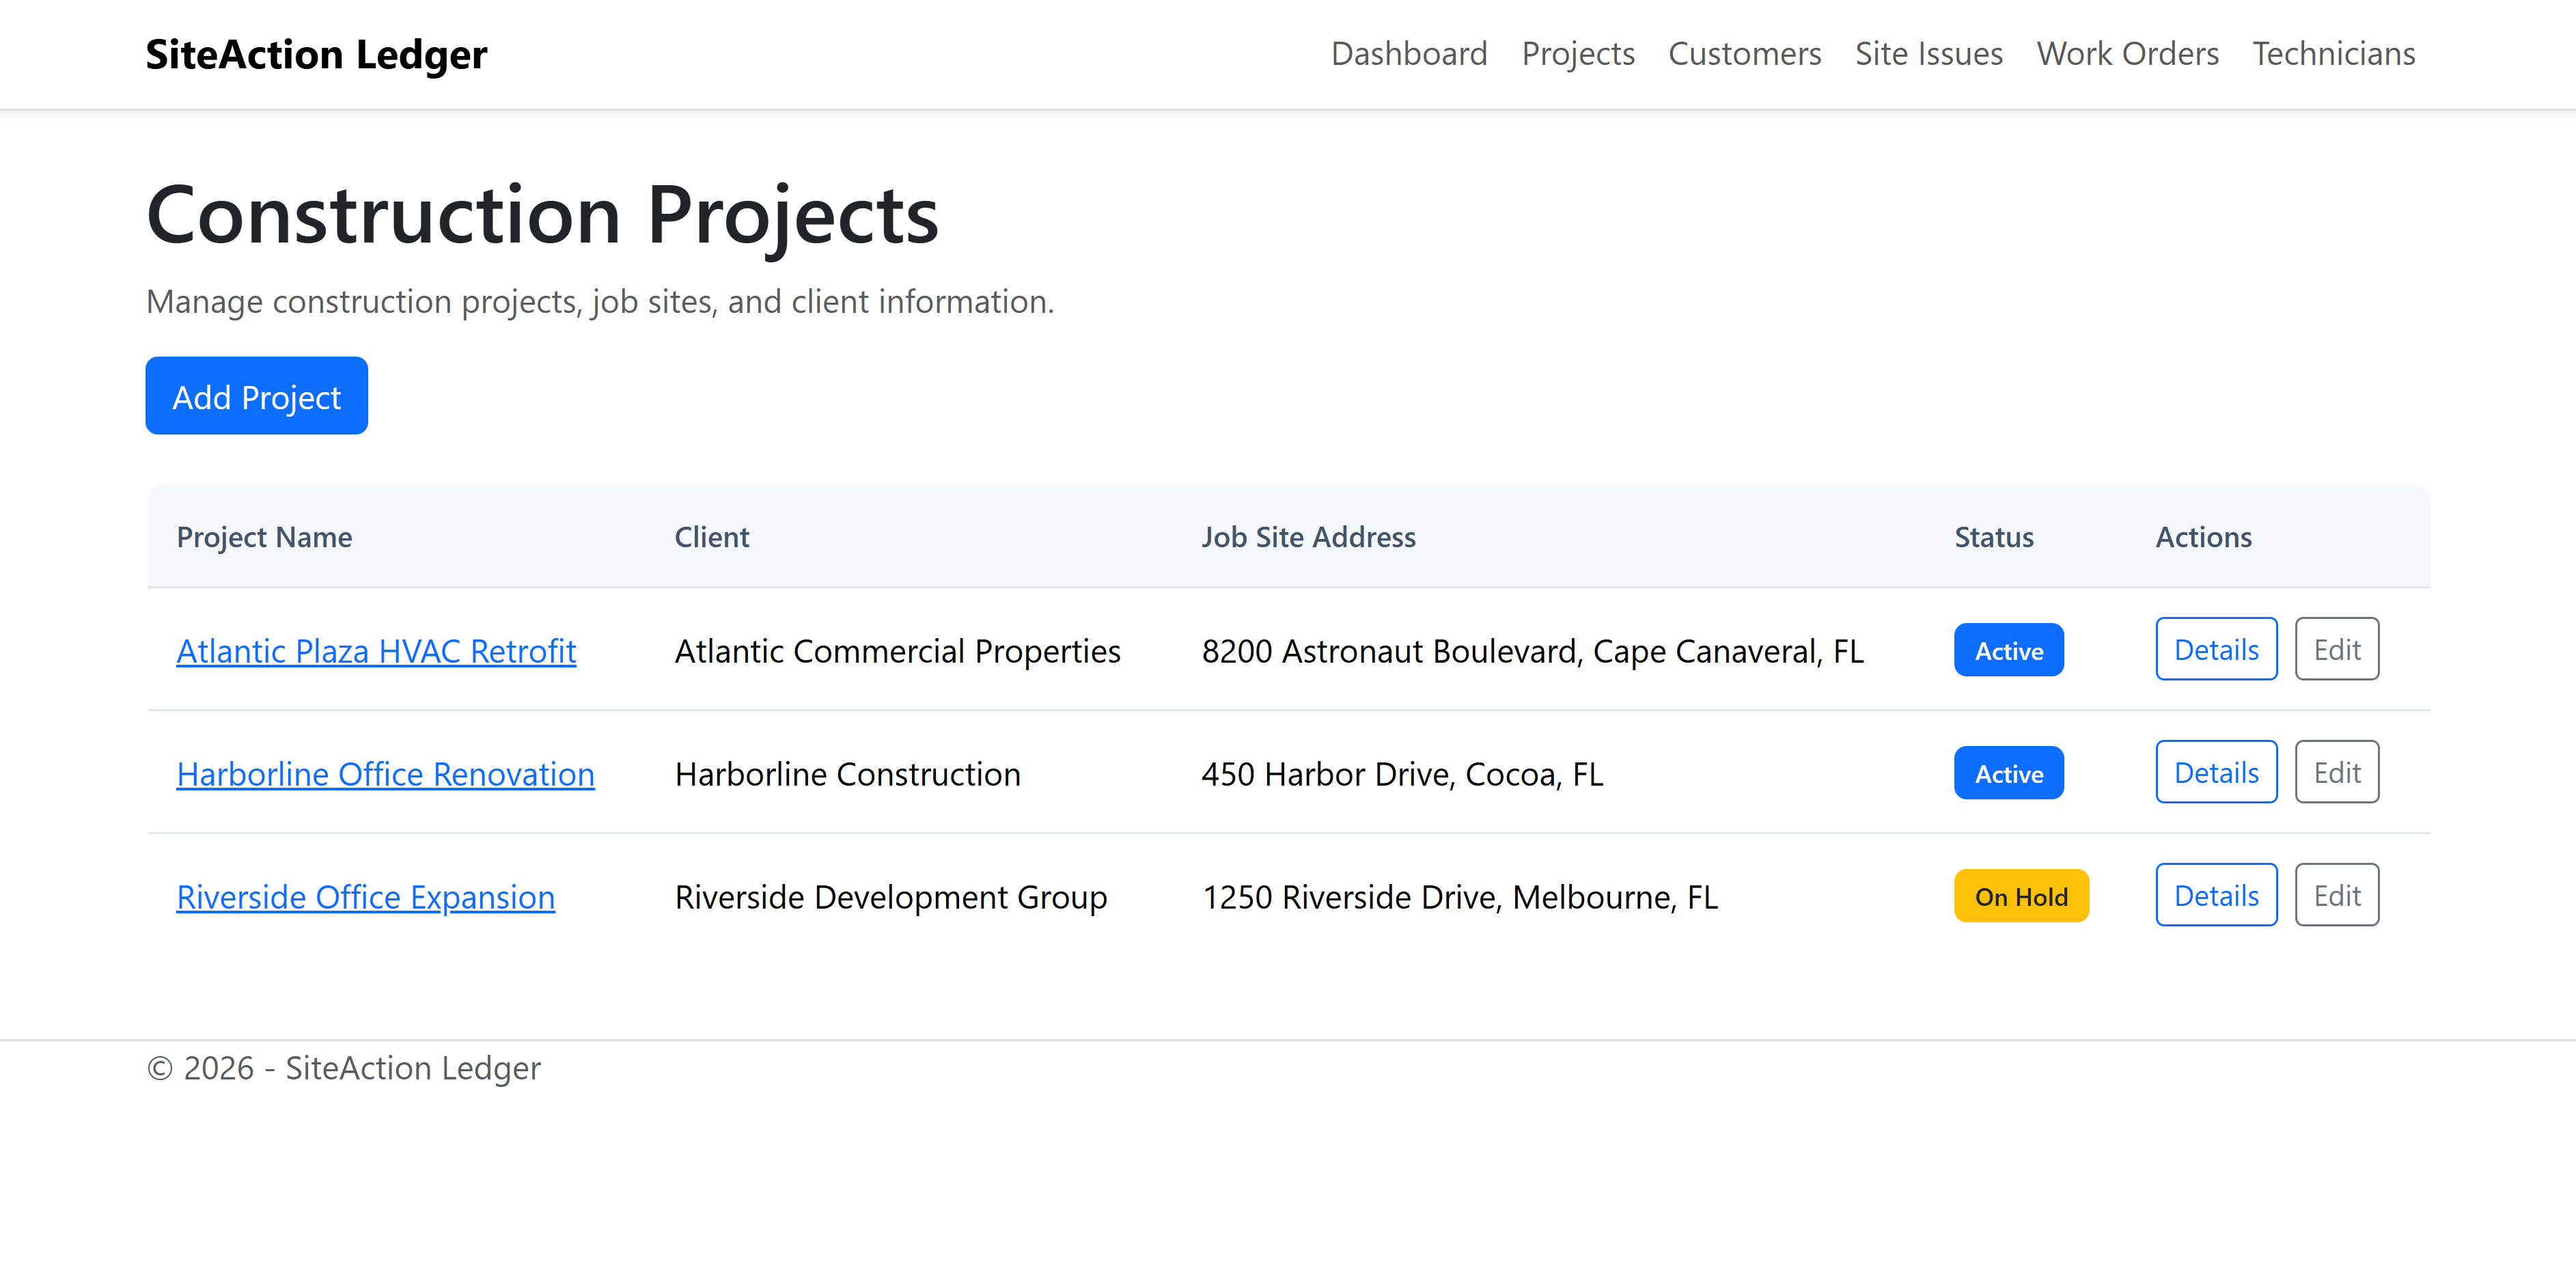 SiteAction Ledger Dashboard Projects Customers Site Issues Work Orders Technicians
Construction Projects
Manage construction projects, job sites, and client information.
Add Project
Project Name Client Job Site Address Status Actions
Atlantic Plaza HVAC Retrofit Atlantic Commercial Properties 8200 Astronaut Boulevard, Cape Canaveral, FL Active Details Edit
Harborline Office Renovation Harborline Construction 450 Harbor Drive, Cocoa, FL Active Details Edit
Riverside Office Expansion Riverside Development Group 1250 Riverside Drive, Melbourne, FL On Hold Details Edit
© 2026 - SiteAction Ledger